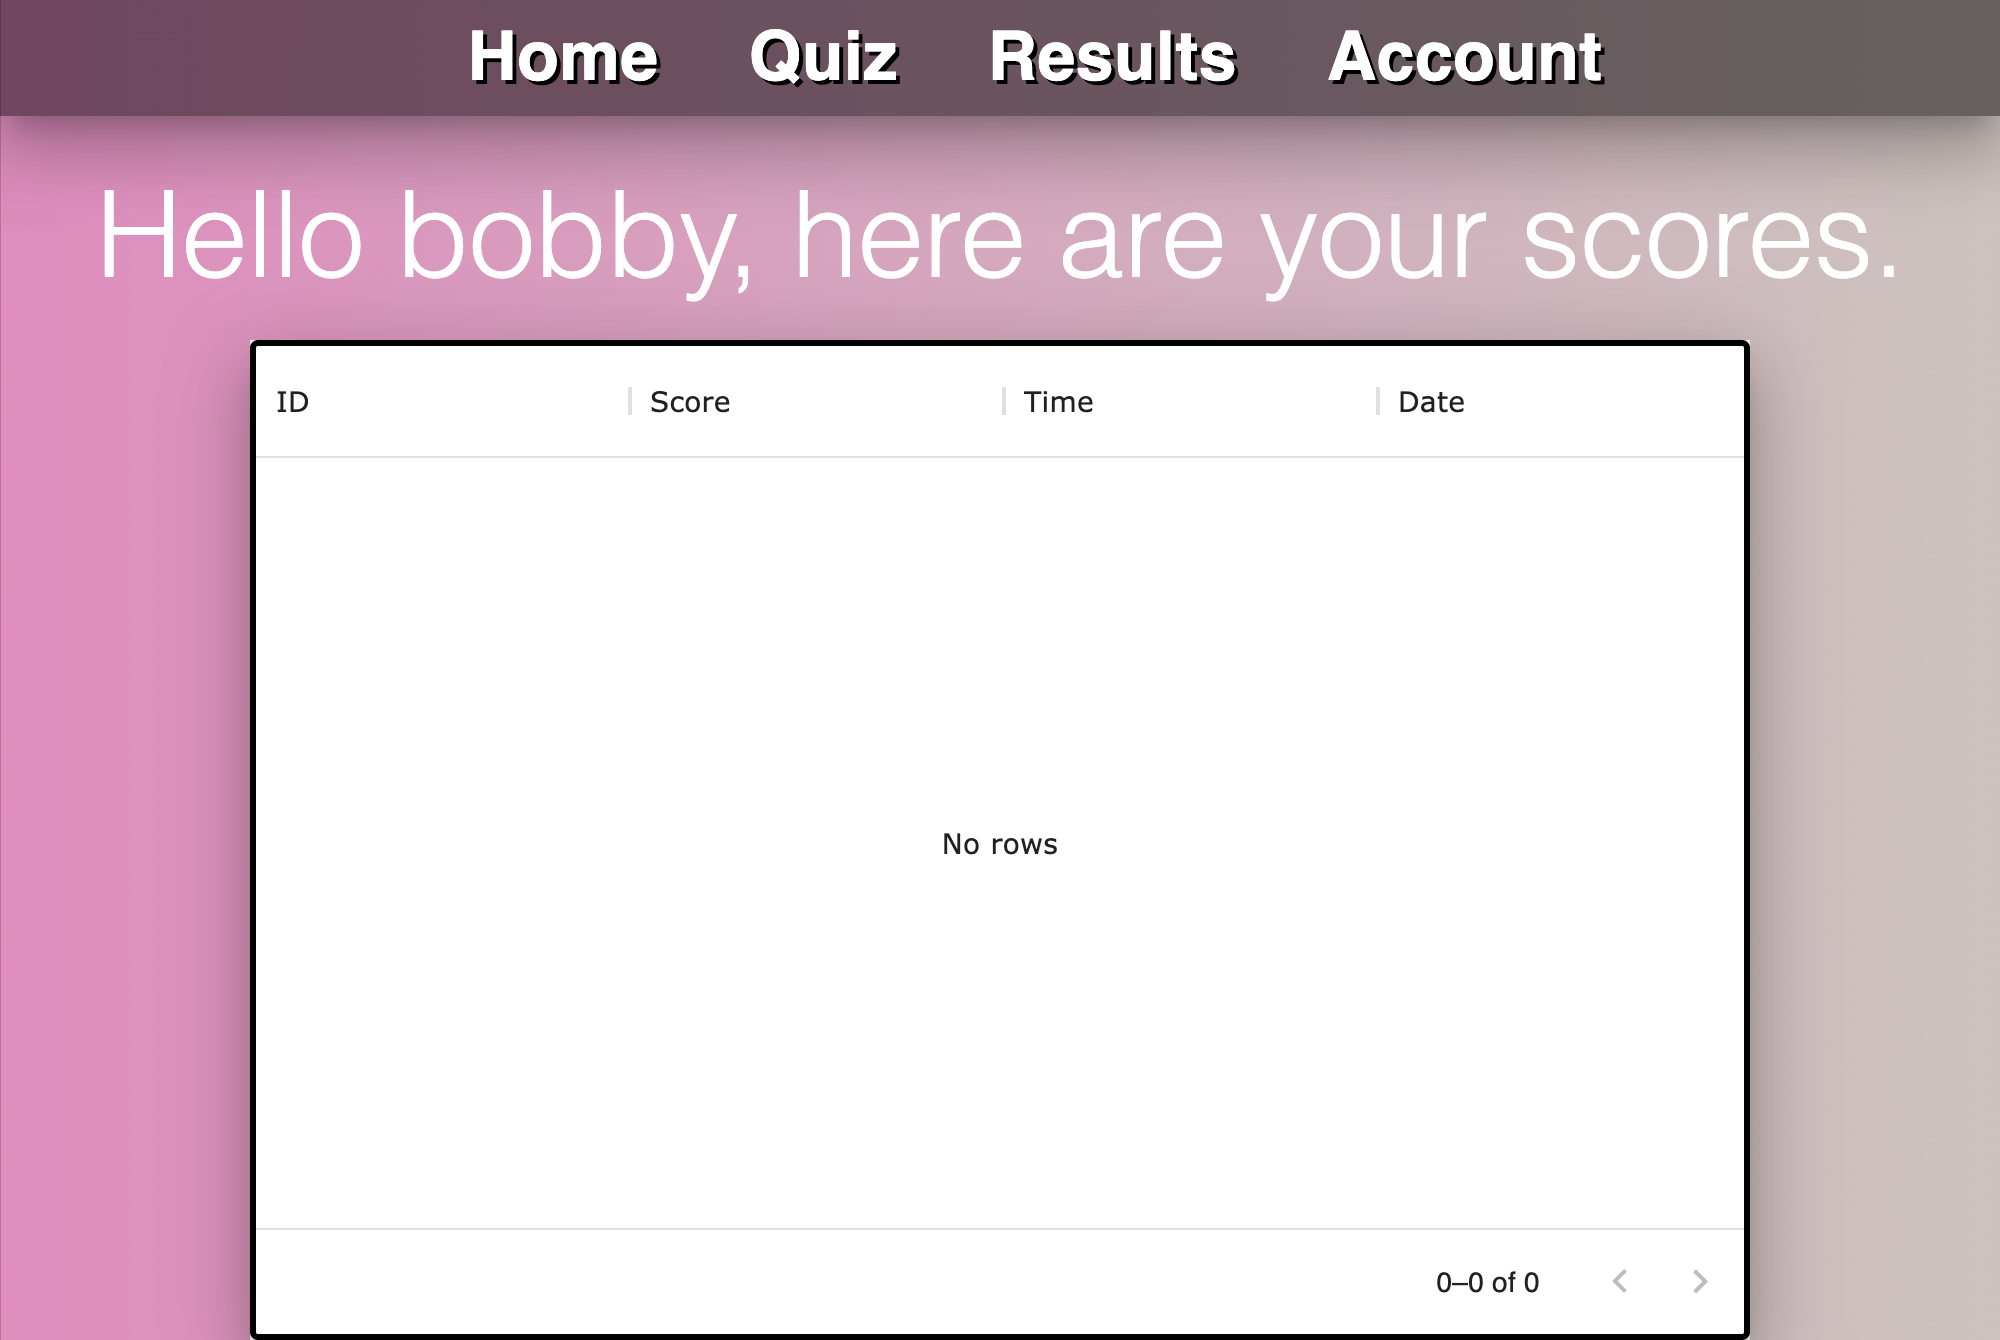 Home Quiz Results Account
Hello bobby, here are your scores.
ID Score Time Date
No rows
0–0 of 0